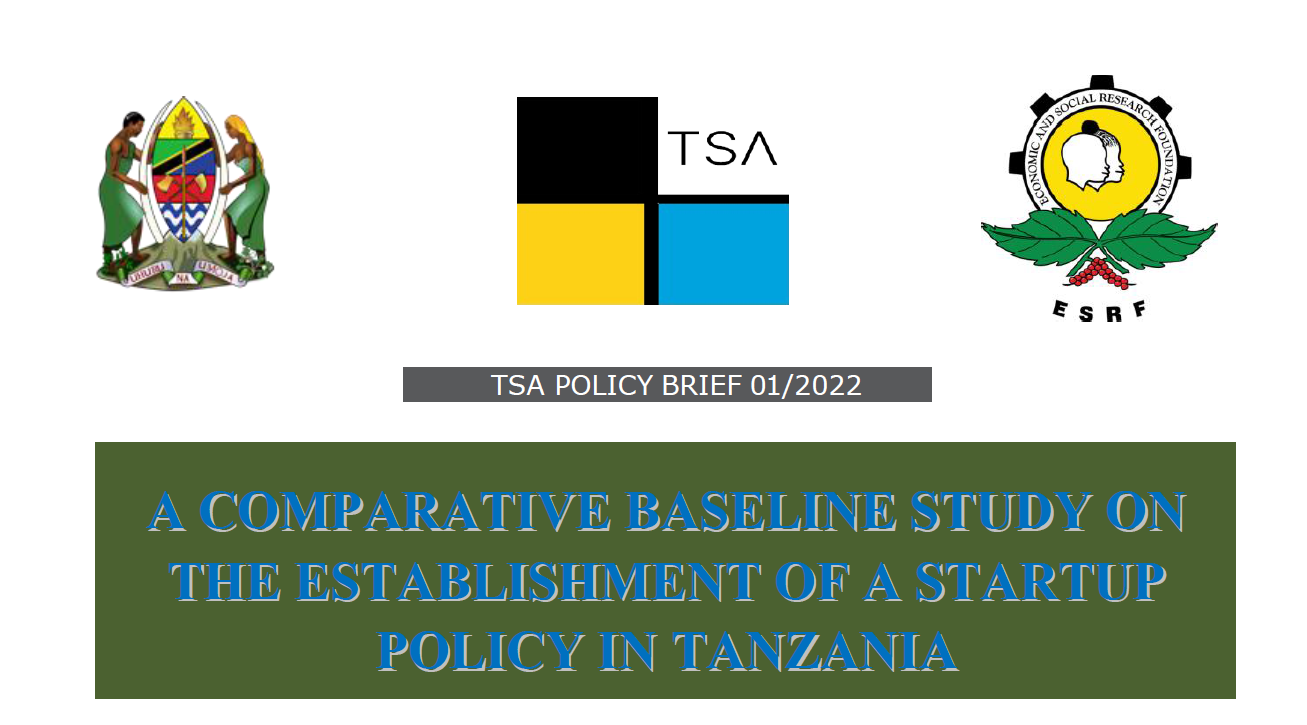 UHURU NA UMOJA
TSA
ECONOMIC AND SOCIAL RESEARCH FOUNDATION
ESRF
TSA POLICY BRIEF 01/2022
A COMPARATIVE BASELINE STUDY ON
THE ESTABLISHMENT OF A STARTUP
POLICY IN TANZANIA